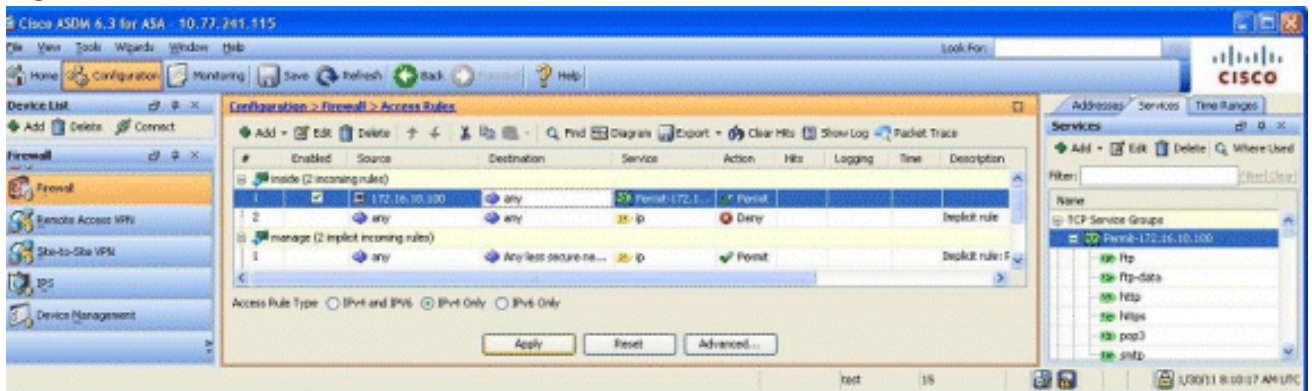 Cisco ASDM 6.3 for ASA - 10.77.241.115
File View Tools Wizards Window Help
Look For:
Home Configuration Monitoring Save Refresh Back Help
CISCO
Device List
Add Delete Connect
Firewall
Firewall
Remote Access VPN
Site-to-Site VPN
IPS
Device Management
Configuration > Firewall > Access Rules
Add Edit Delete Find Diagram Export Clear Hits Show Log Packet Trace
# Enabled Source Destination Service Action Hits Logging Time Description
inside (2 incoming rules)
1 172.16.10.100 any Permit-172.1... Permit
2 any any ip Deny Implicit rule
manage (2 implicit incoming rules)
1 any Any less secure ne... ip Permit Implicit rule: P
Access Rule Type IPv4 and IPv6 IPv4 Only IPv6 Only
Apply Reset Advanced...
Addresses Services Time Ranges
Services
Add Edit Delete Where Used
Filter: Filter Clear
Name
TCP Service Groups
Permit-172.16.10.100
ftp
ftp-data
http
https
pop3
smtp
test 15 1/30/11 8:10:17 AM UTC